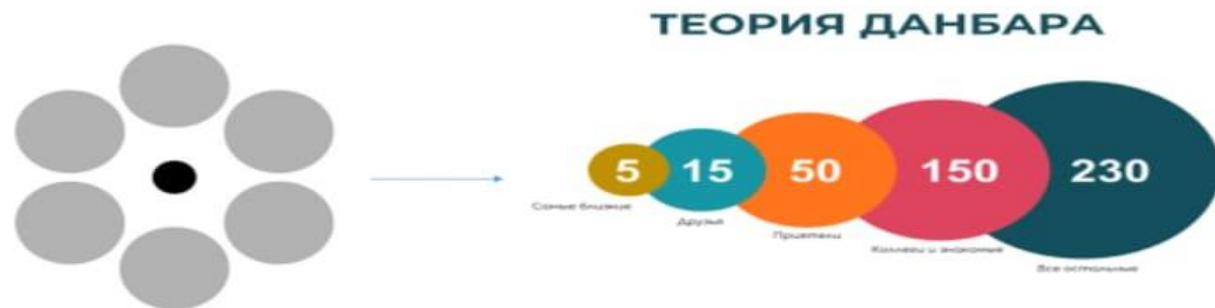 ТЕОРИЯ ДАНБАРА
5 15 50 150 230
Самые близкие
Друзья
Приятели
Коллеги и знакомые
Все остальные